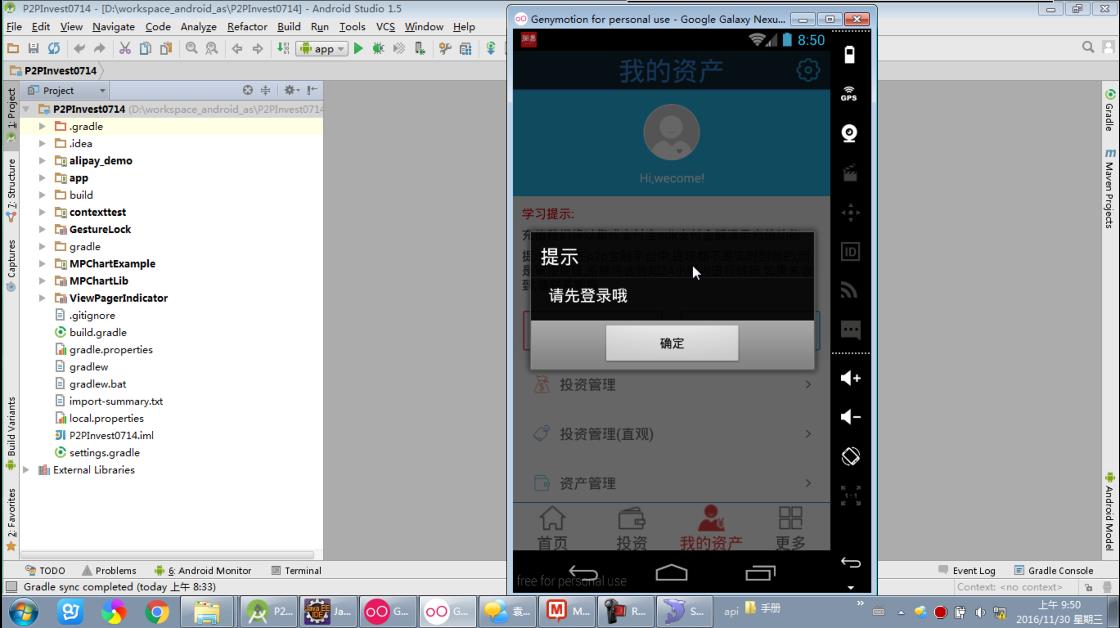 P2PInvest0714 - [D:\workspace_android_as\P2PInvest0714] - Android Studio 1.5
File Edit View Navigate Code Analyze Refactor Build Run Tools VCS Window Help
app
P2PInvest0714
Project
P2PInvest0714 (D:\workspace_android_as\P2PInvest0714
.gradle
.idea
alipay_demo
app
build
contexttest
GestureLock
gradle
MPChartExample
MPChartLib
ViewPagerIndicator
.gitignore
build.gradle
gradle.properties
gradlew
gradlew.bat
import-summary.txt
local.properties
P2PInvest0714.iml
settings.gradle
External Libraries
1: Project
7: Structure
Captures
Build Variants
2: Favorites
Genymotion for personal use - Google Galaxy Nexu...
8:50
我的资产
Hi,wecome!
学习提示:
提示
请先登录哦
确定
投资管理
投资管理(直观)
资产管理
首页
投资
我的资产
更多
free for personal use
GPS
ID
1:1
Gradle
Maven Projects
Android Model
TODO
Problems
6: Android Monitor
Terminal
Event Log
Gradle Console
Gradle sync completed (today 上午 8:33)
Context: <no context>
P2...
Ja...
G...
G...
袁...
M...
R...
S...
api
手册
上午 9:50
2016/11/30 星期三